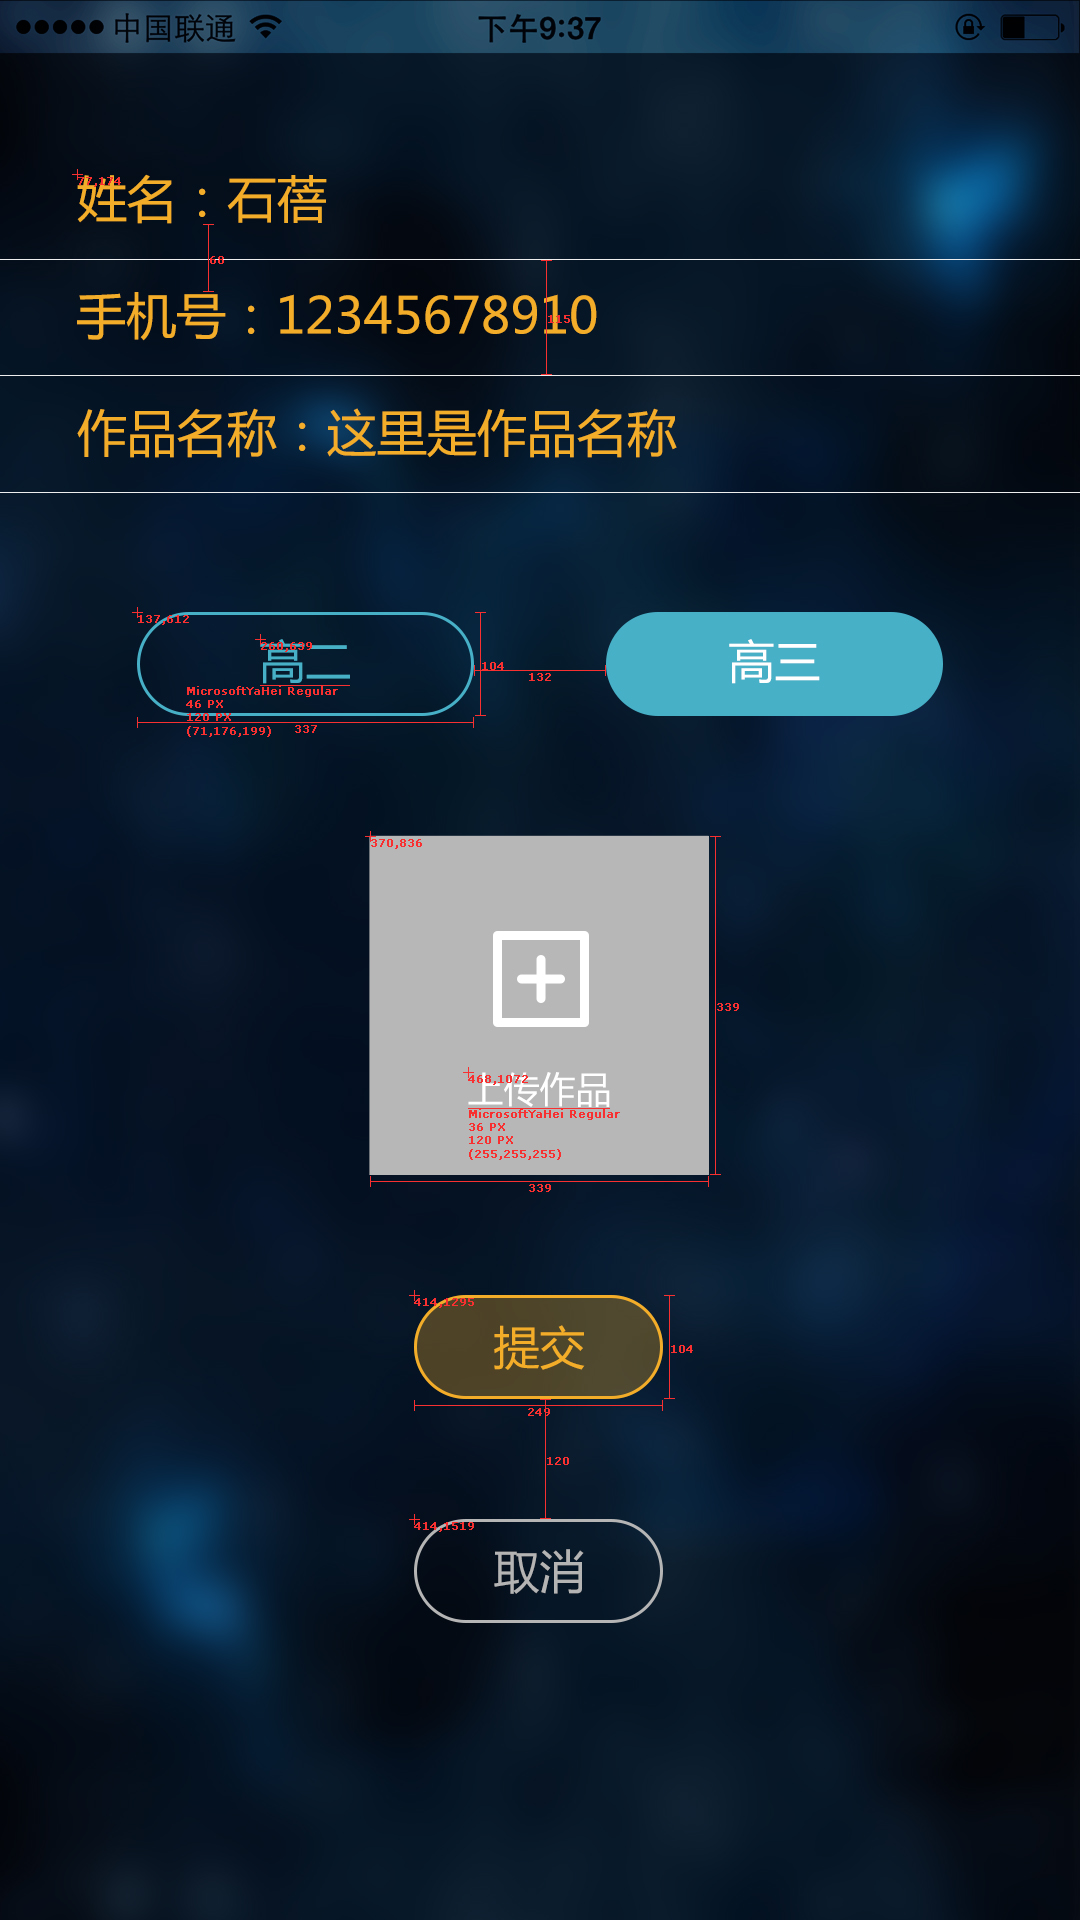 中国联通 下午9:37
77,174
姓名：石蓓
60
手机号：12345678910
115
作品名称：这里是作品名称
137,612
260,639
高二
104
132
高三
MicrosoftYaHei Regular
46 PX
120 PX
(71,176,199)
337
370,836
339
468,1072
上传作品
MicrosoftYaHei Regular
36 PX
120 PX
(255,255,255)
339
414,1295
提交
104
249
120
414,1519
取消